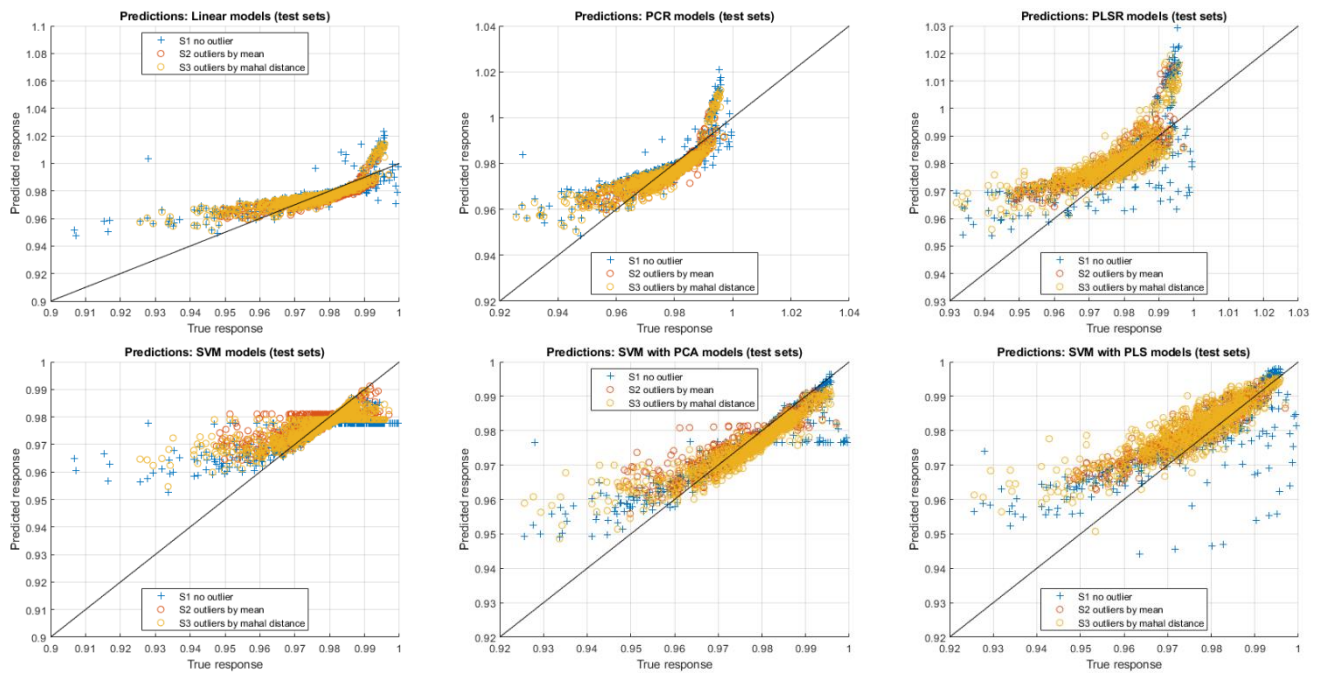 Predictions: Linear models (test sets)
1.1
1.08
1.06
1.04
1.02
1
0.98
0.96
0.94
0.92
0.9
Predicted response
S1 no outlier
S2 outliers by mean
S3 outliers by mahal distance
0.9 0.91 0.92 0.93 0.94 0.95 0.96 0.97 0.98 0.99 1
True response
Predictions: PCR models (test sets)
1.04
1.02
1
0.98
0.96
0.94
0.92
Predicted response
S1 no outlier
S2 outliers by mean
S3 outliers by mahal distance
0.92 0.94 0.96 0.98 1 1.02 1.04
True response
Predictions: PLSR models (test sets)
1.03
1.02
1.01
1
0.99
0.98
0.97
0.96
0.95
0.94
0.93
Predicted response
S1 no outlier
S2 outliers by mean
S3 outliers by mahal distance
0.93 0.94 0.95 0.96 0.97 0.98 0.99 1 1.01 1.02 1.03
True response
Predictions: SVM models (test sets)
1
0.99
0.98
0.97
0.96
0.95
0.94
0.93
0.92
0.91
0.9
Predicted response
S1 no outlier
S2 outliers by mean
S3 outliers by mahal distance
0.9 0.91 0.92 0.93 0.94 0.95 0.96 0.97 0.98 0.99 1
True response
Predictions: SVM with PCA models (test sets)
1
0.99
0.98
0.97
0.96
0.95
0.94
0.93
0.92
Predicted response
S1 no outlier
S2 outliers by mean
S3 outliers by mahal distance
0.92 0.93 0.94 0.95 0.96 0.97 0.98 0.99 1
True response
Predictions: SVM with PLS models (test sets)
1
0.99
0.98
0.97
0.96
0.95
0.94
0.93
0.92
Predicted response
S1 no outlier
S2 outliers by mean
S3 outliers by mahal distance
0.92 0.93 0.94 0.95 0.96 0.97 0.98 0.99 1
True response